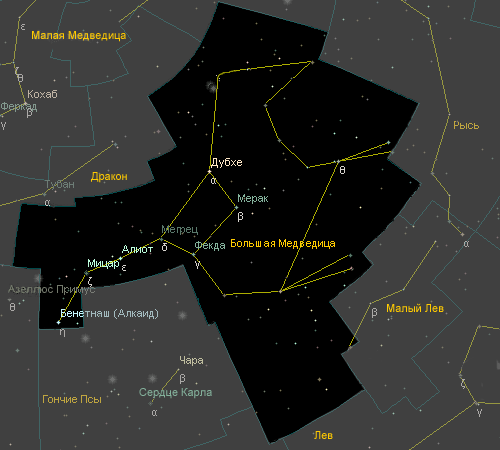 ε
Малая Медведица
ζ
θ
Кохаб
Феркад
β
γ
Рысь
Дубхе
θ
Дракон
Тубан
α
α
Мерак
β
Мегрец
α
Фекда
Большая Медведица
Алиот
δ
γ
Мицар
ε
ζ
Азеллюс Примус
θ
Бенетнаш (Алкаид)
η
β
Малый Лев
Чара
β
ζ
Сердце Карла
Гончие Псы
α
γ
Лев